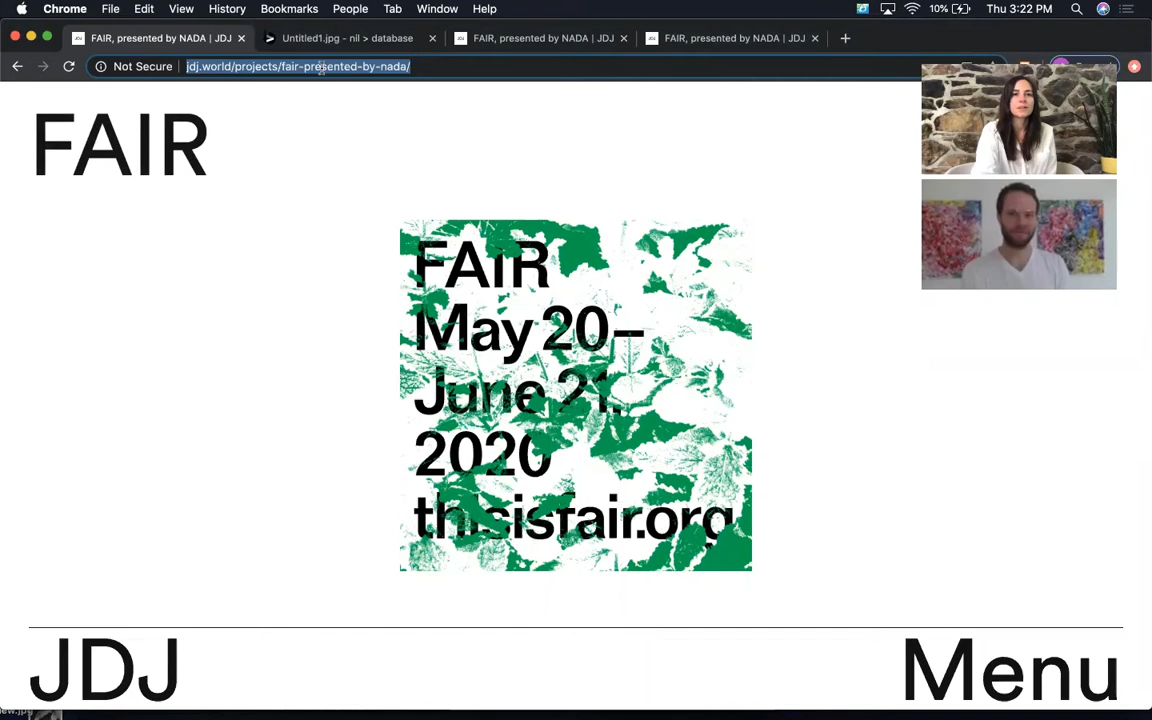 Chrome File Edit View History Bookmarks People Tab Window Help 10% Thu 3:22 PM
FAIR, presented by NADA | JDJ Untitled1.jpg - nil > database FAIR, presented by NADA | JDJ FAIR, presented by NADA | JDJ
Not Secure jdj.world/projects/fair-presented-by-nada/
FAIR
FAIR
May 20–
June 21,
2020
thisisfair.org
JDJ Menu